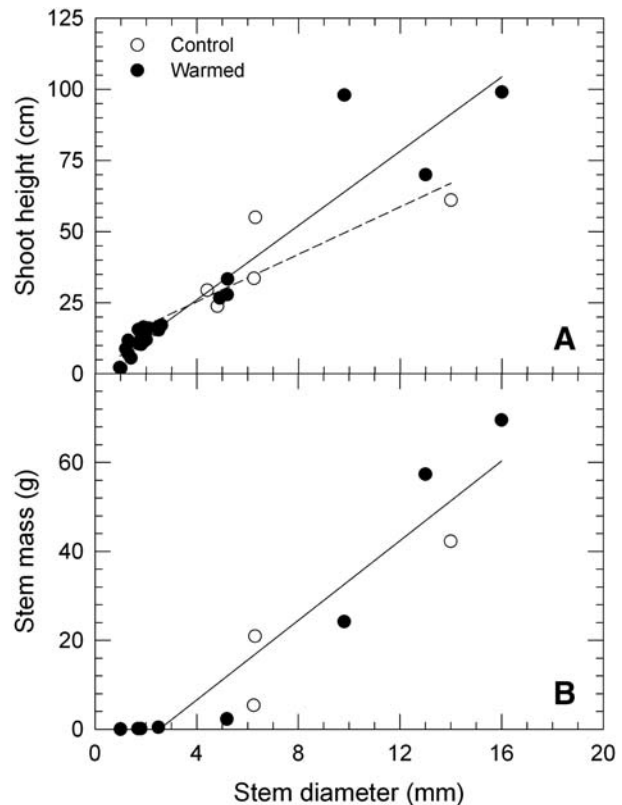 125
100
75
50
25
0
Shoot height (cm)
Control
Warmed
A
60
40
20
0
Stem mass (g)
B
0 4 8 12 16 20
Stem diameter (mm)